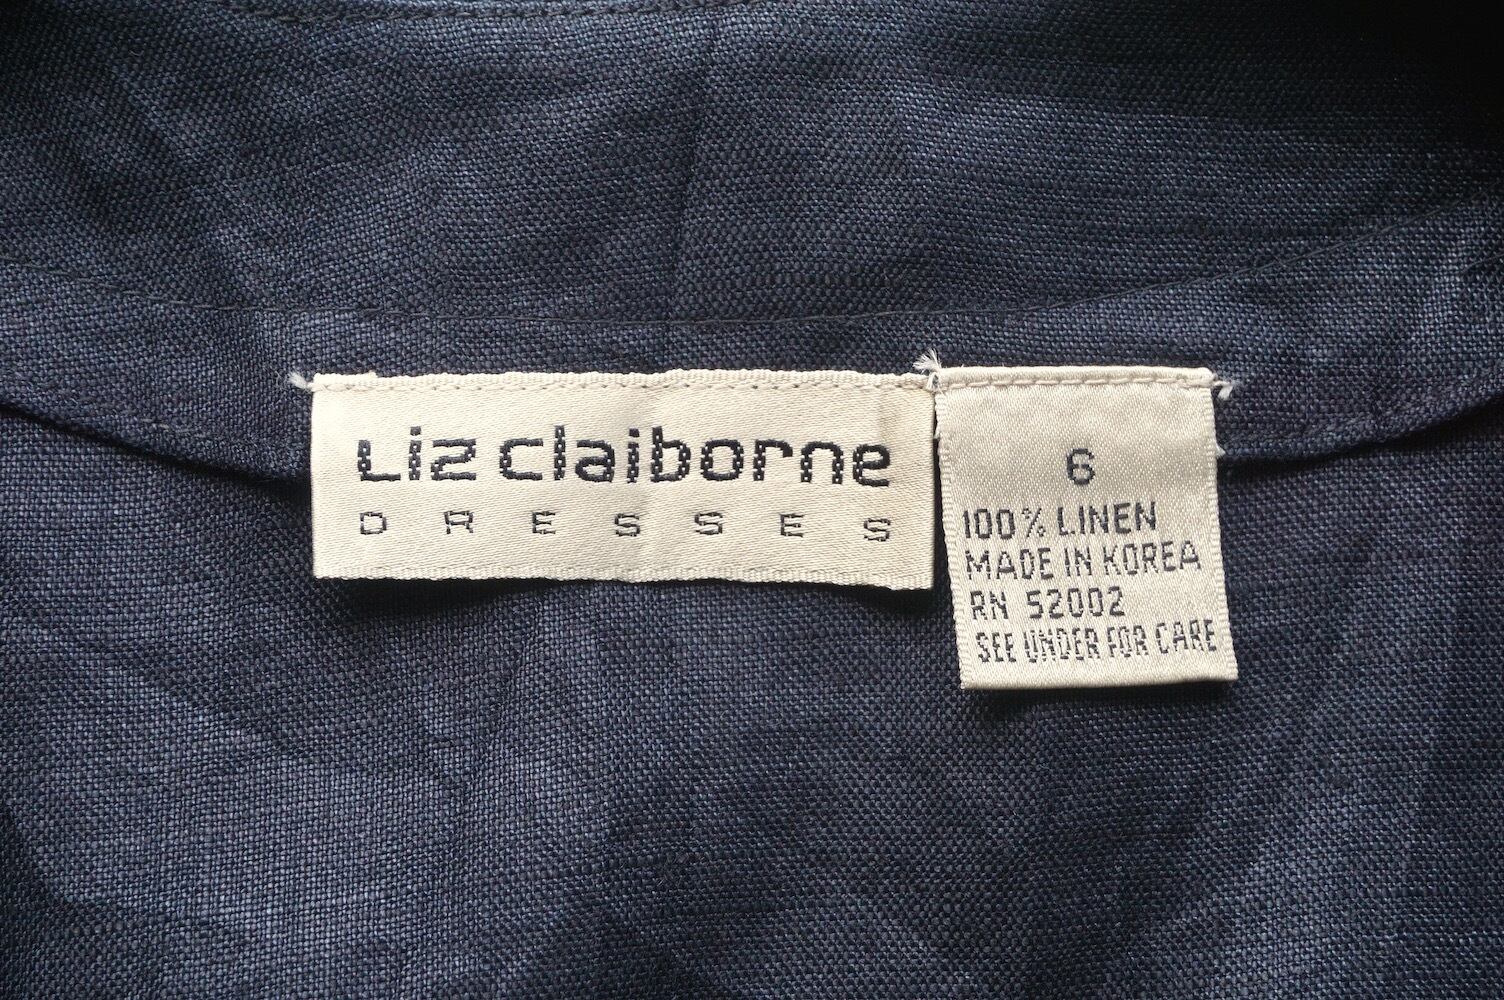 Liz claiborne
DRESSES
6
100% LINEN
MADE IN KOREA
RN 52002
SEE UNDER FOR CARE